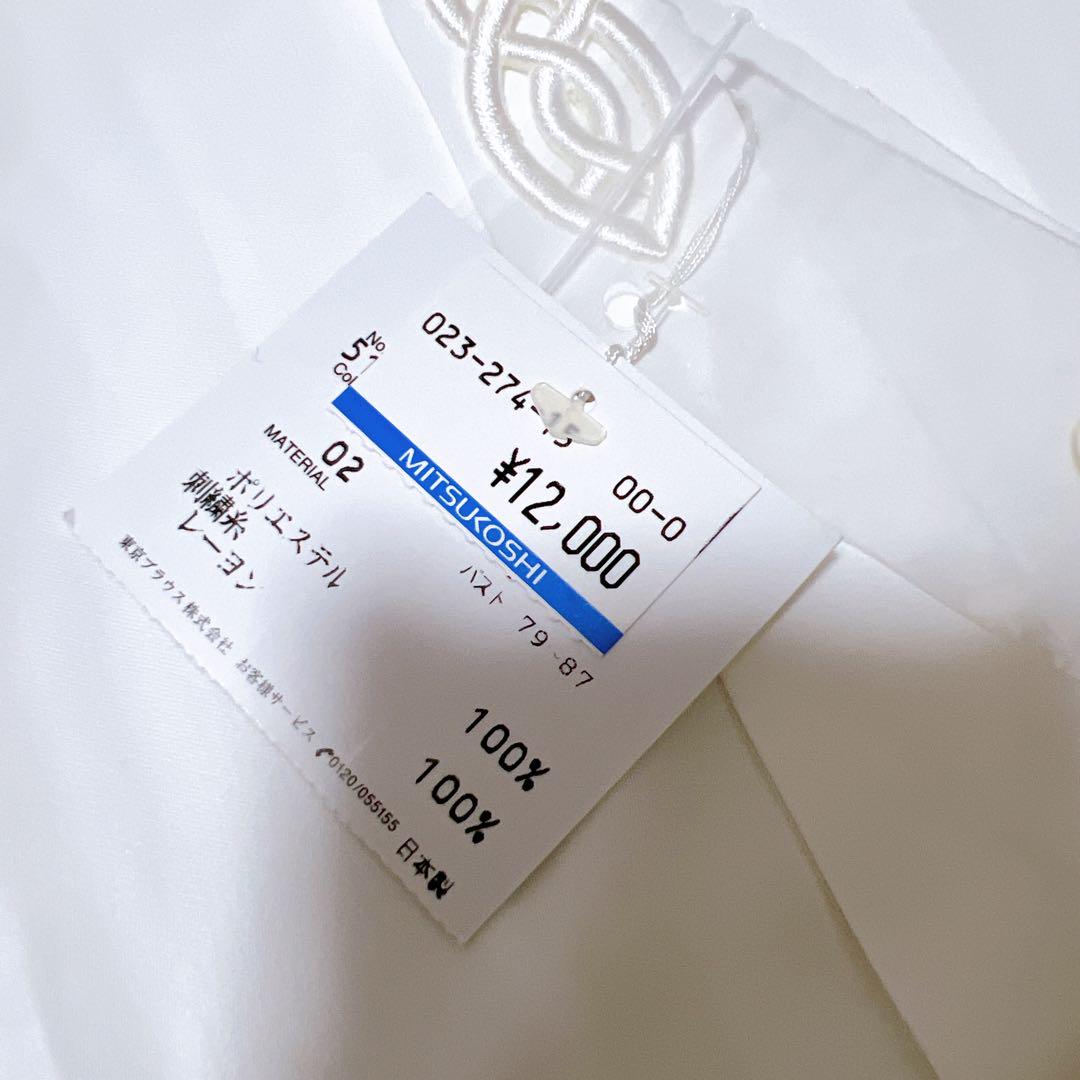 023-274-
00-0
¥12,000
MITSUKOSHI
No.
Col
02
バスト 79-87
MATERIAL
ポリエステル 100%
刺繍糸
レーヨン 100%
東京ブラウス株式会社 お客様サービス 0120/055155 日本製